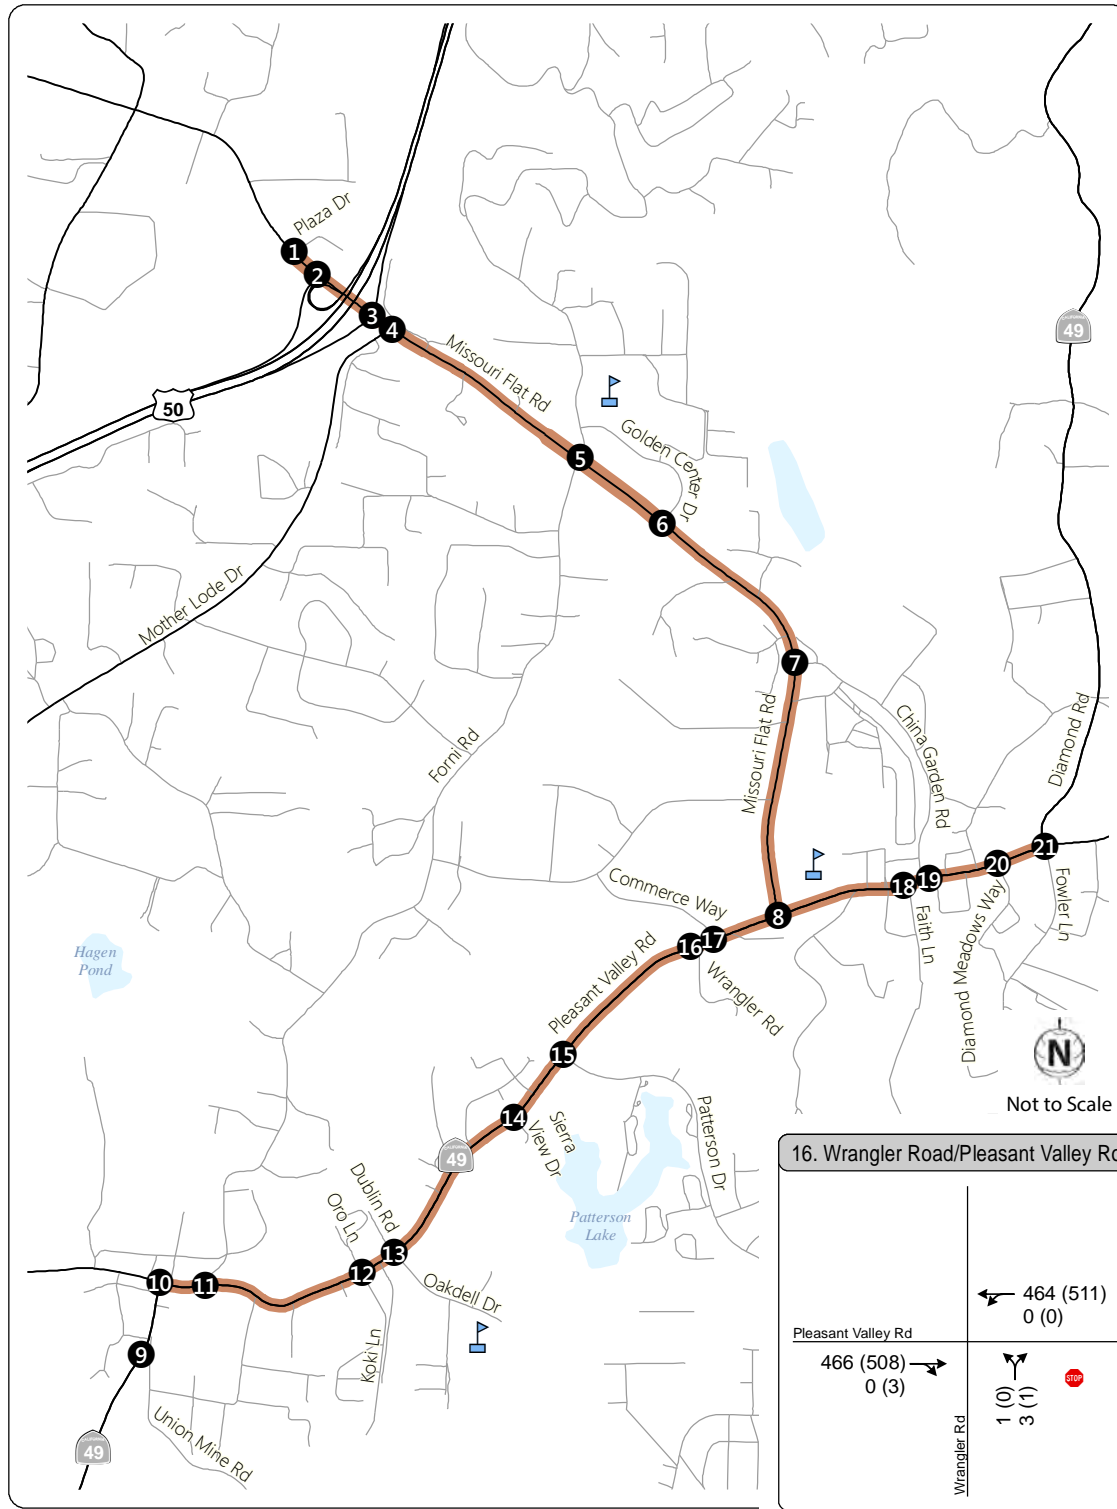 Plaza Dr
1
2
3
4
Missouri Flat Rd
CALIFORNIA
49
50
Golden Center Dr
5
6
Mother Lode Dr
7
Forni Rd
Missouri Flat Rd
China Garden Rd
Diamond Rd
21
20
19
18
8
Commerce Way
17
16
Pleasant Valley Rd
Wrangler Rd
Faith Ln
Diamond Meadows Way
Fowler Ln
Hagen
Pond
N
Not to Scale
15
14
Sierra
View Dr
Patterson Dr
49
Dublin Rd
Oro Ln
Patterson
Lake
13
12
11
10
9
Oakdell Dr
Koki Ln
Union Mine Rd
49
16. Wrangler Road/Pleasant Valley Rd
464 (511)
0 (0)
Pleasant Valley Rd
466 (508)
0 (3)
1 (0)
3 (1)
STOP
Wrangler Rd